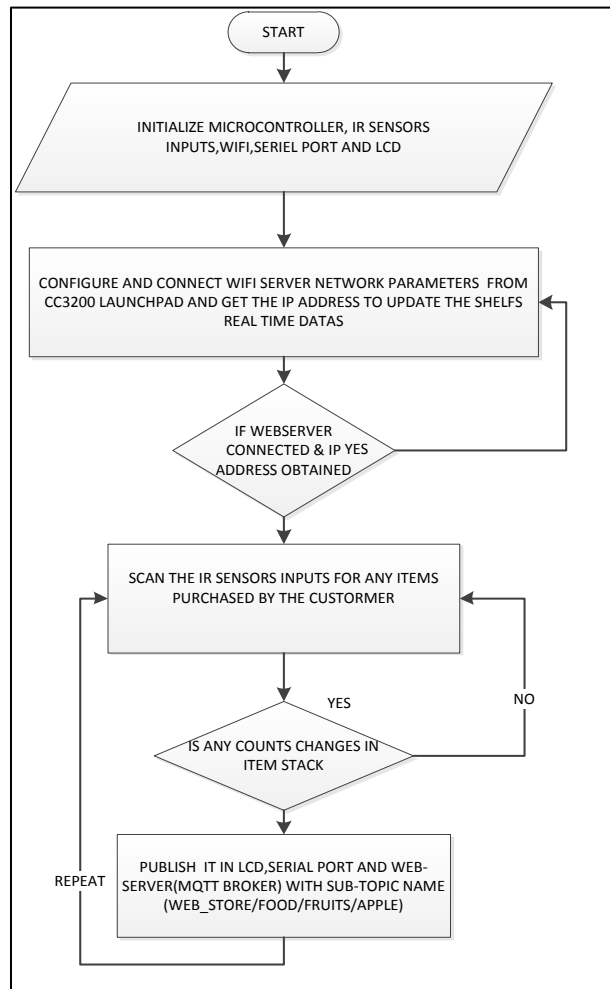 START
INITIALIZE MICROCONTROLLER, IR SENSORS
INPUTS,WIFI,SERIEL PORT AND LCD
CONFIGURE AND CONNECT WIFI SERVER NETWORK PARAMETERS FROM
CC3200 LAUNCHPAD AND GET THE IP ADDRESS TO UPDATE THE SHELFS
REAL TIME DATAS
IF WEBSERVER
CONNECTED & IP YES
ADDRESS OBTAINED
SCAN THE IR SENSORS INPUTS FOR ANY ITEMS
PURCHASED BY THE CUSTORMER
YES
NO
IS ANY COUNTS CHANGES IN
ITEM STACK
PUBLISH IT IN LCD,SERIAL PORT AND WEB-
SERVER(MQTT BROKER) WITH SUB-TOPIC NAME
(WEB_STORE/FOOD/FRUITS/APPLE)
REPEAT